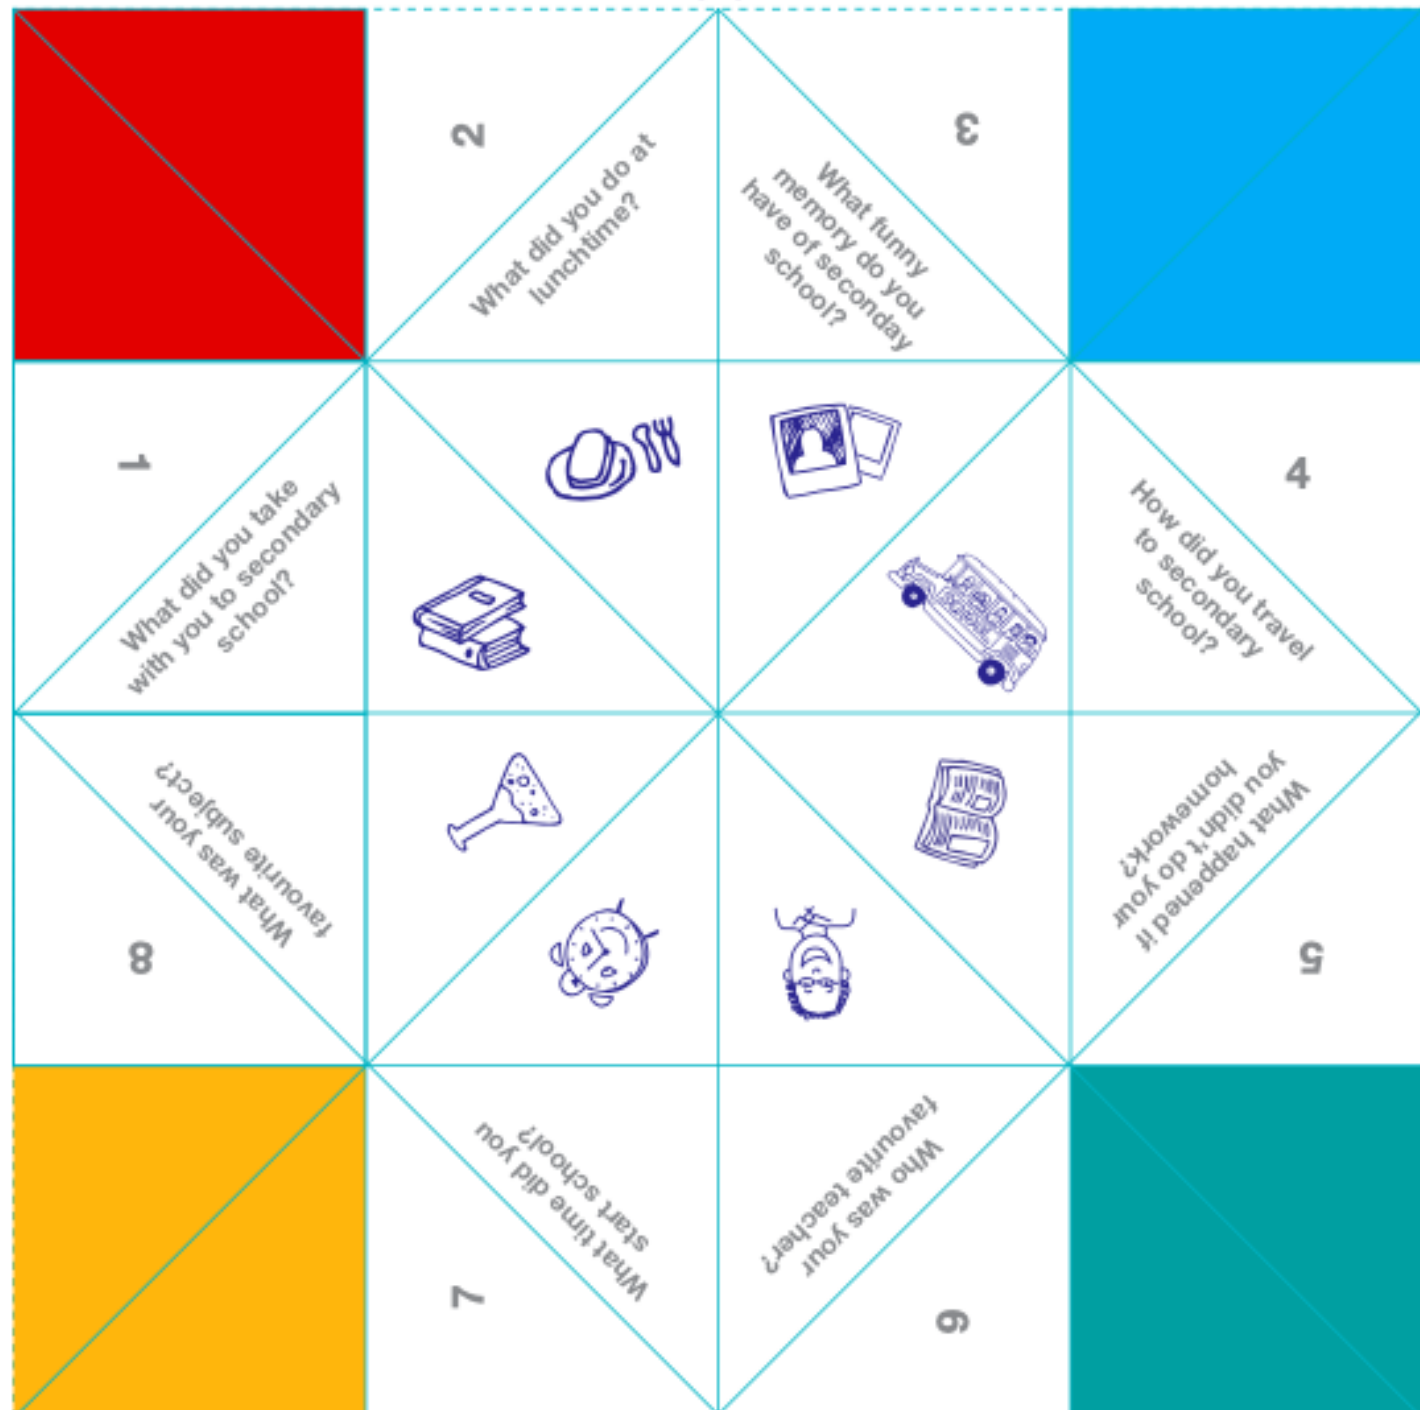 1
What did you take
with you to secondary
school?
2
What did you do at
lunchtime?
3
What funny
memory do you
have of seconday
school?
4
How did you travel
to secondary
school?
5
What happened if
you didn't do your
homework?
6
Who was your
favourite teacher?
7
What time did you
start school?
8
What was your
favourite subject?